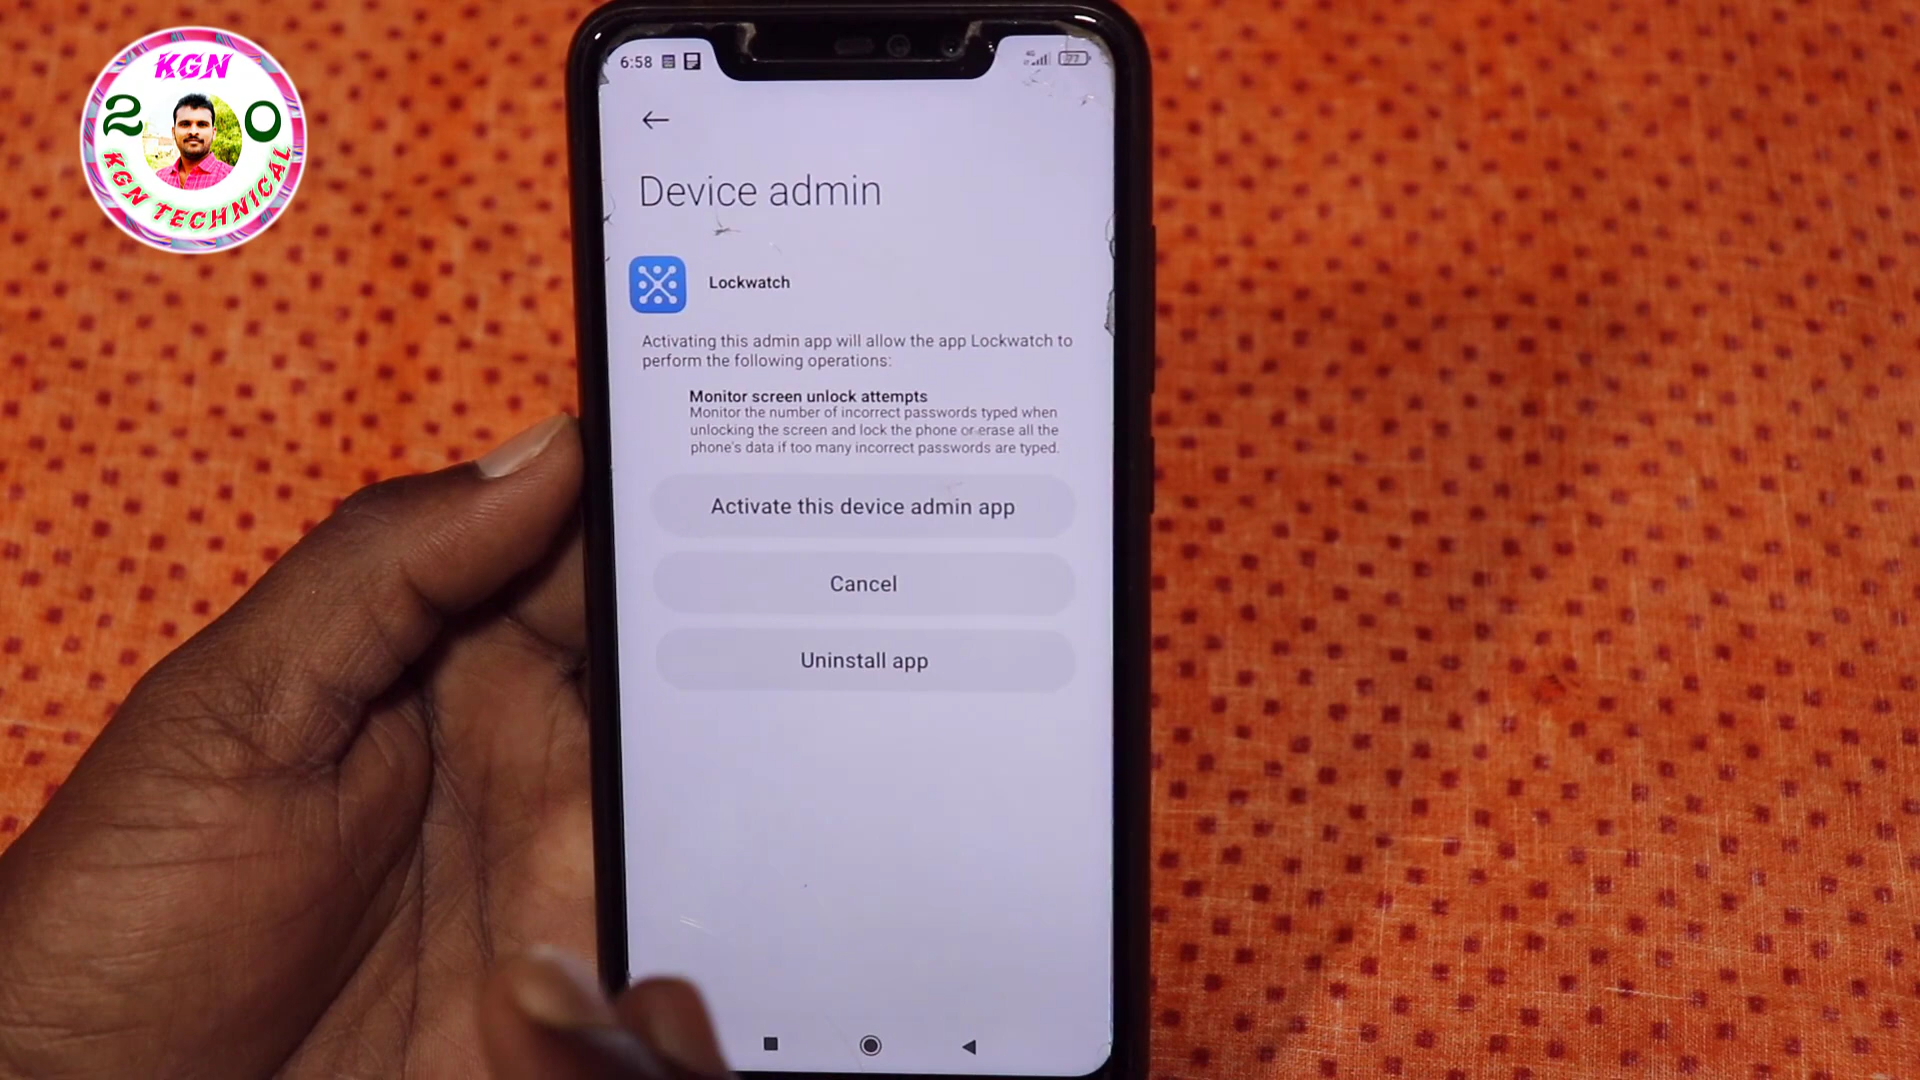 KGN
2 0
KGN TECHNICAL
6:58
4G
77
Device admin
Lockwatch
Activating this admin app will allow the app Lockwatch to
perform the following operations:
Monitor screen unlock attempts
Monitor the number of incorrect passwords typed when
unlocking the screen and lock the phone or erase all the
phone's data if too many incorrect passwords are typed.
Activate this device admin app
Cancel
Uninstall app